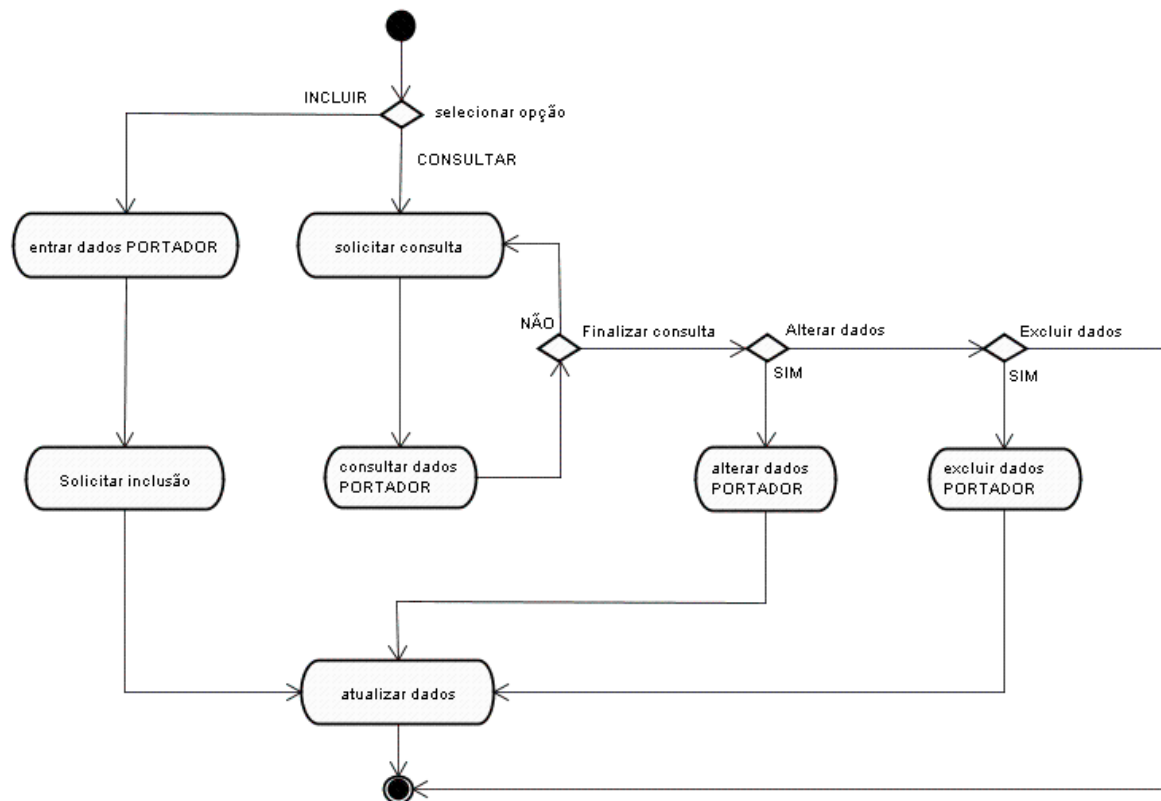 INCLUIR
selecionar opção
CONSULTAR
entrar dados PORTADOR
solicitar consulta
NÃO
Finalizar consulta
Alterar dados
Excluir dados
SIM
SIM
Solicitar inclusão
consultar dados
PORTADOR
alterar dados
PORTADOR
excluir dados
PORTADOR
atualizar dados